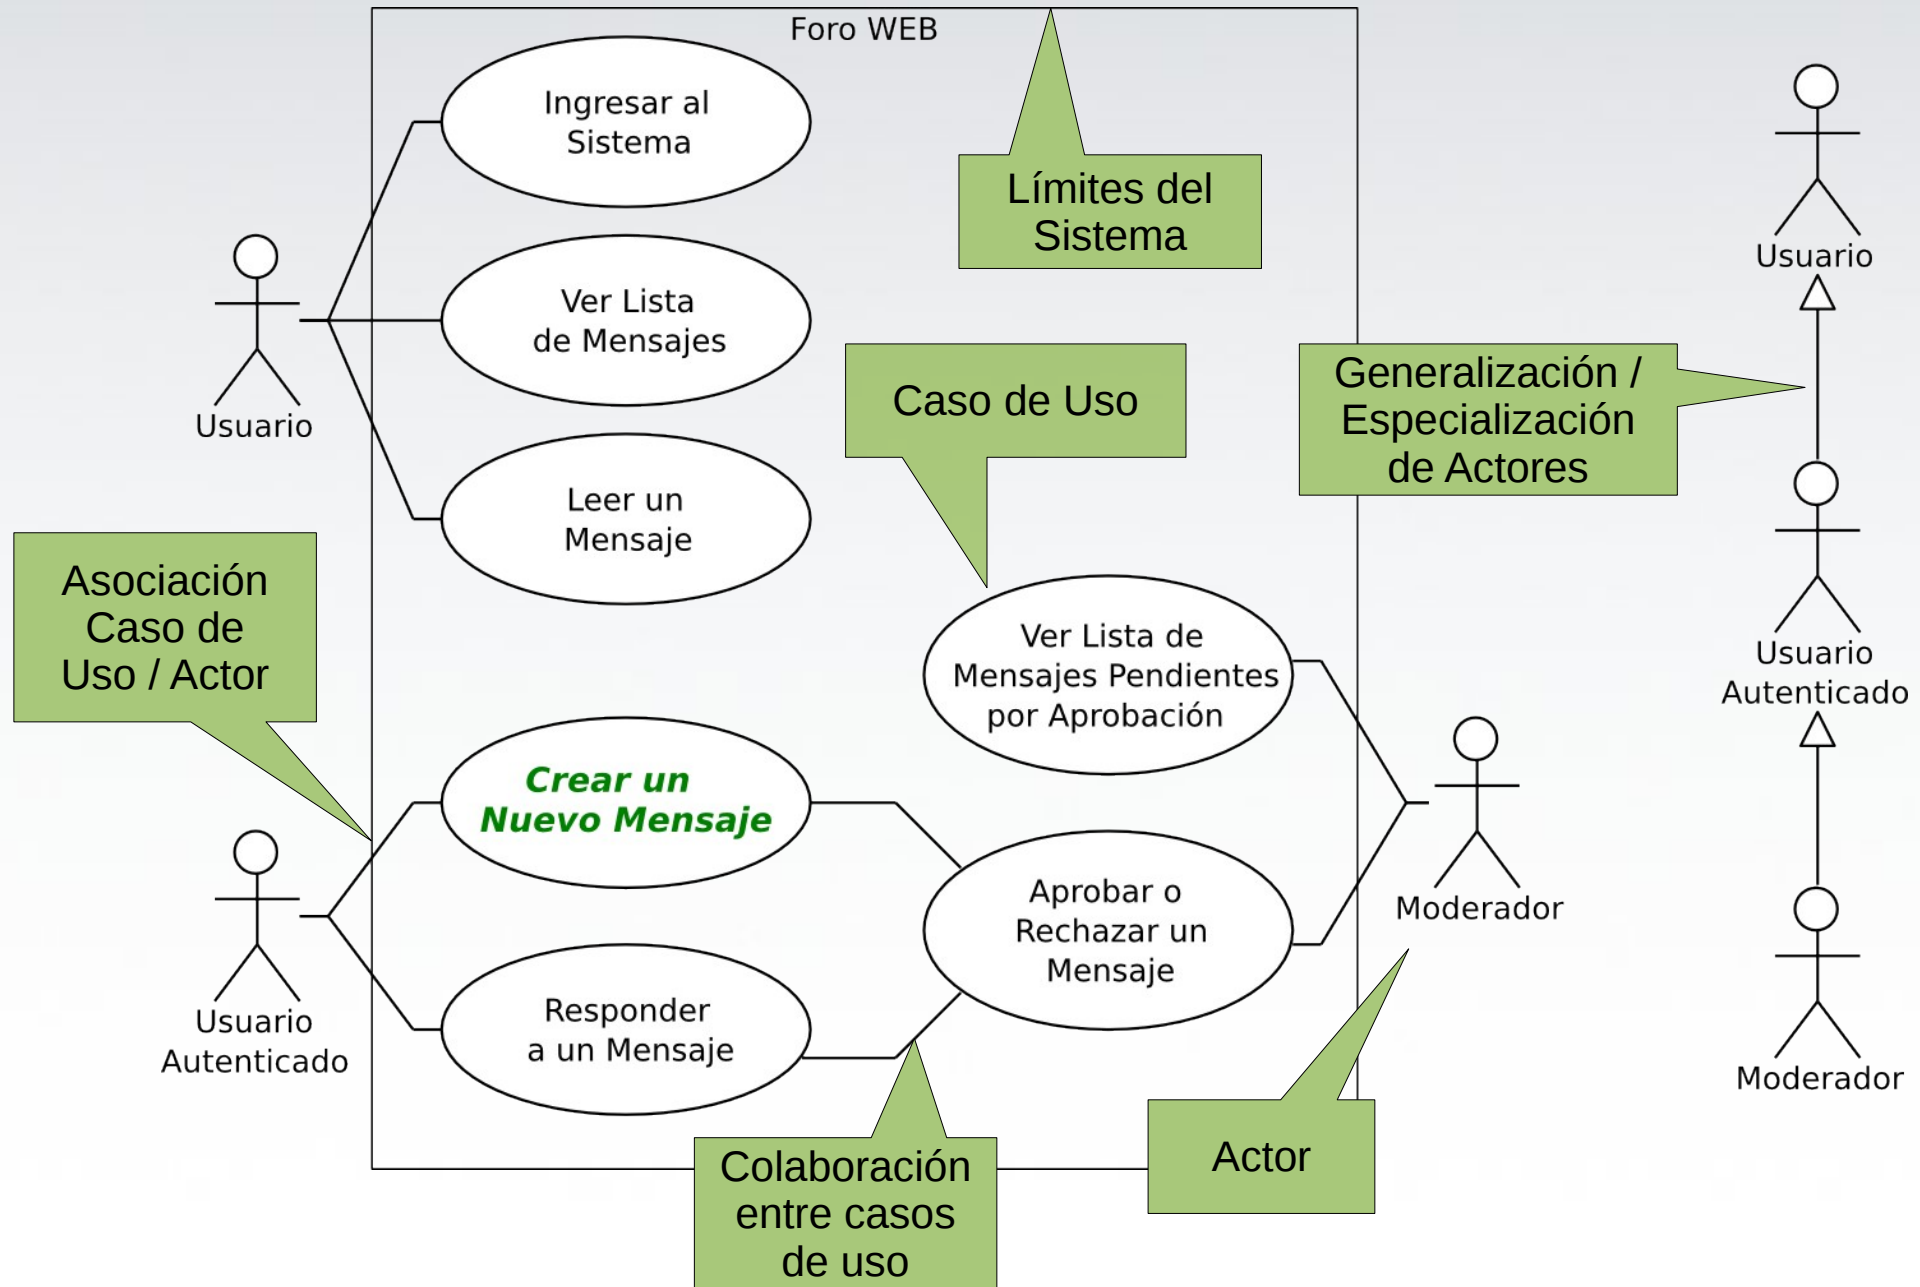 Foro WEB
Ingresar al
Sistema
Límites del
Sistema
Usuario
Ver Lista
de Mensajes
Usuario
Caso de Uso
Generalización /
Especialización
de Actores
Leer un
Mensaje
Asociación
Caso de
Uso / Actor
Ver Lista de
Mensajes Pendientes
por Aprobación
Usuario
Autenticado
Crear un
Nuevo Mensaje
Aprobar o
Rechazar un
Mensaje
Moderador
Responder
a un Mensaje
Usuario
Autenticado
Moderador
Colaboración
entre casos
de uso
Actor